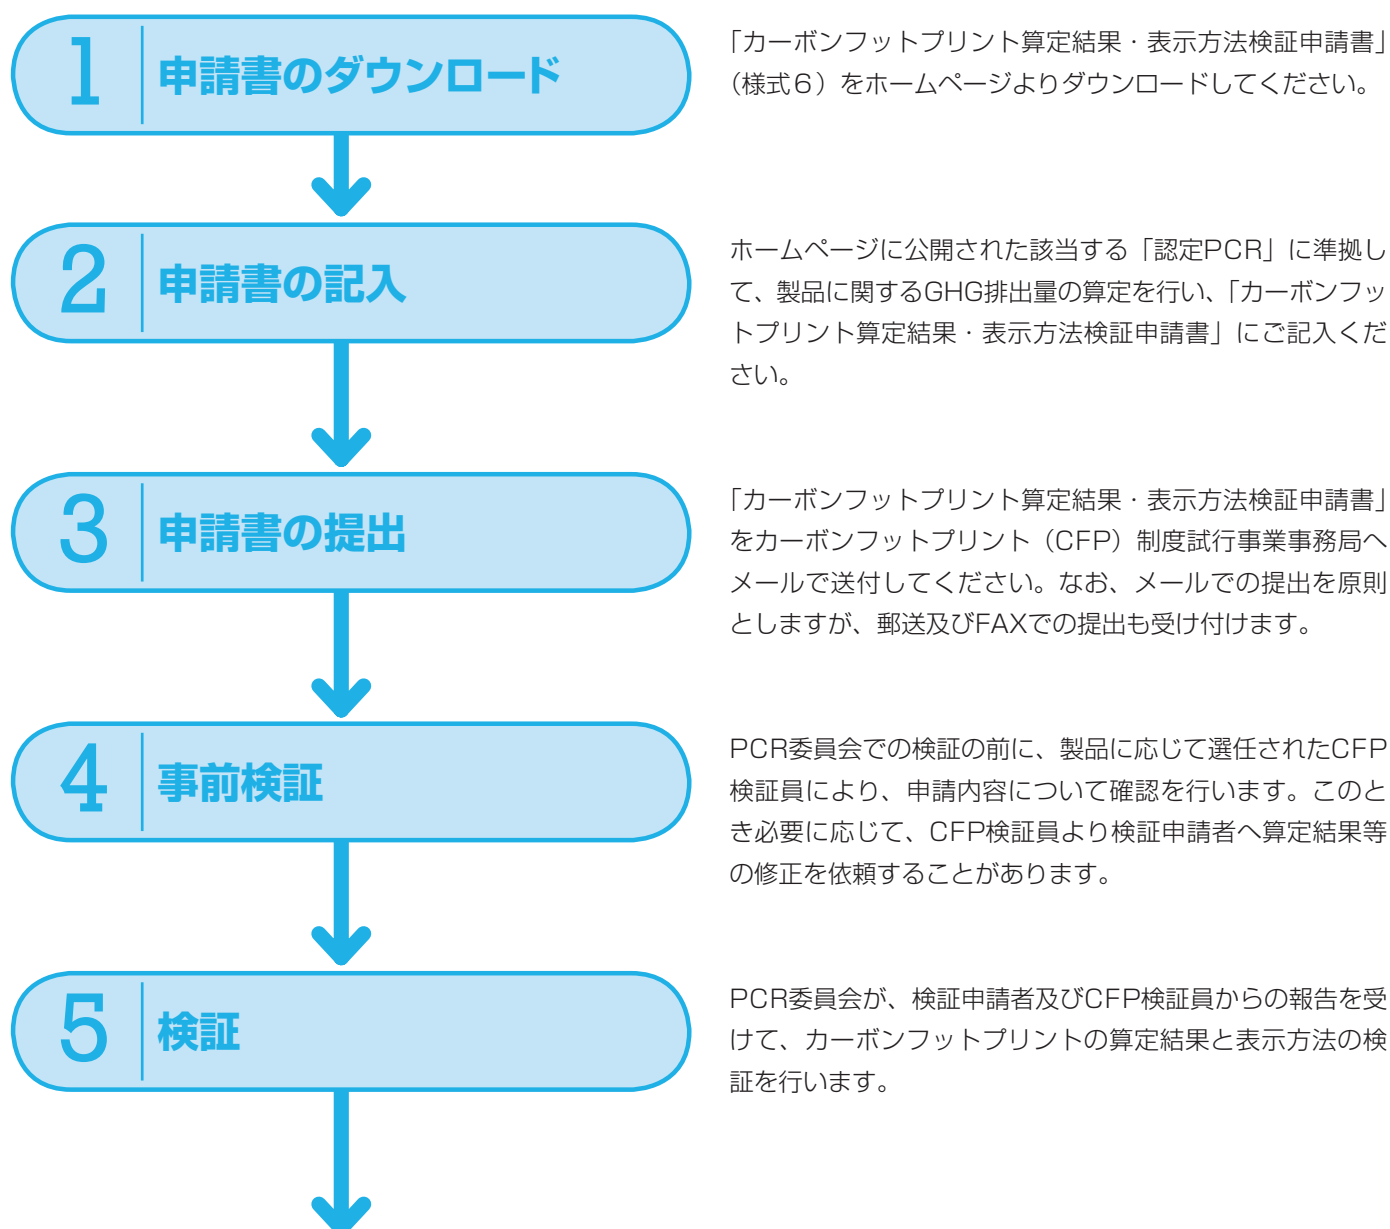 1 申請書のダウンロード
「カーボンフットプリント算定結果・表示方法検証申請書」
（様式６）をホームページよりダウンロードしてください。
2 申請書の記入
ホームページに公開された該当する「認定PCR」に準拠し
て、製品に関するGHG排出量の算定を行い、「カーボンフッ
トプリント算定結果・表示方法検証申請書」にご記入くだ
さい。
3 申請書の提出
「カーボンフットプリント算定結果・表示方法検証申請書」
をカーボンフットプリント（CFP）制度試行事業事務局へ
メールで送付してください。なお、メールでの提出を原則
としますが、郵送及びFAXでの提出も受け付けます。
4 事前検証
PCR委員会での検証の前に、製品に応じて選任されたCFP
検証員により、申請内容について確認を行います。このと
き必要に応じて、CFP検証員より検証申請者へ算定結果等
の修正を依頼することがあります。
5 検証
PCR委員会が、検証申請者及びCFP検証員からの報告を受
けて、カーボンフットプリントの算定結果と表示方法の検
証を行います。